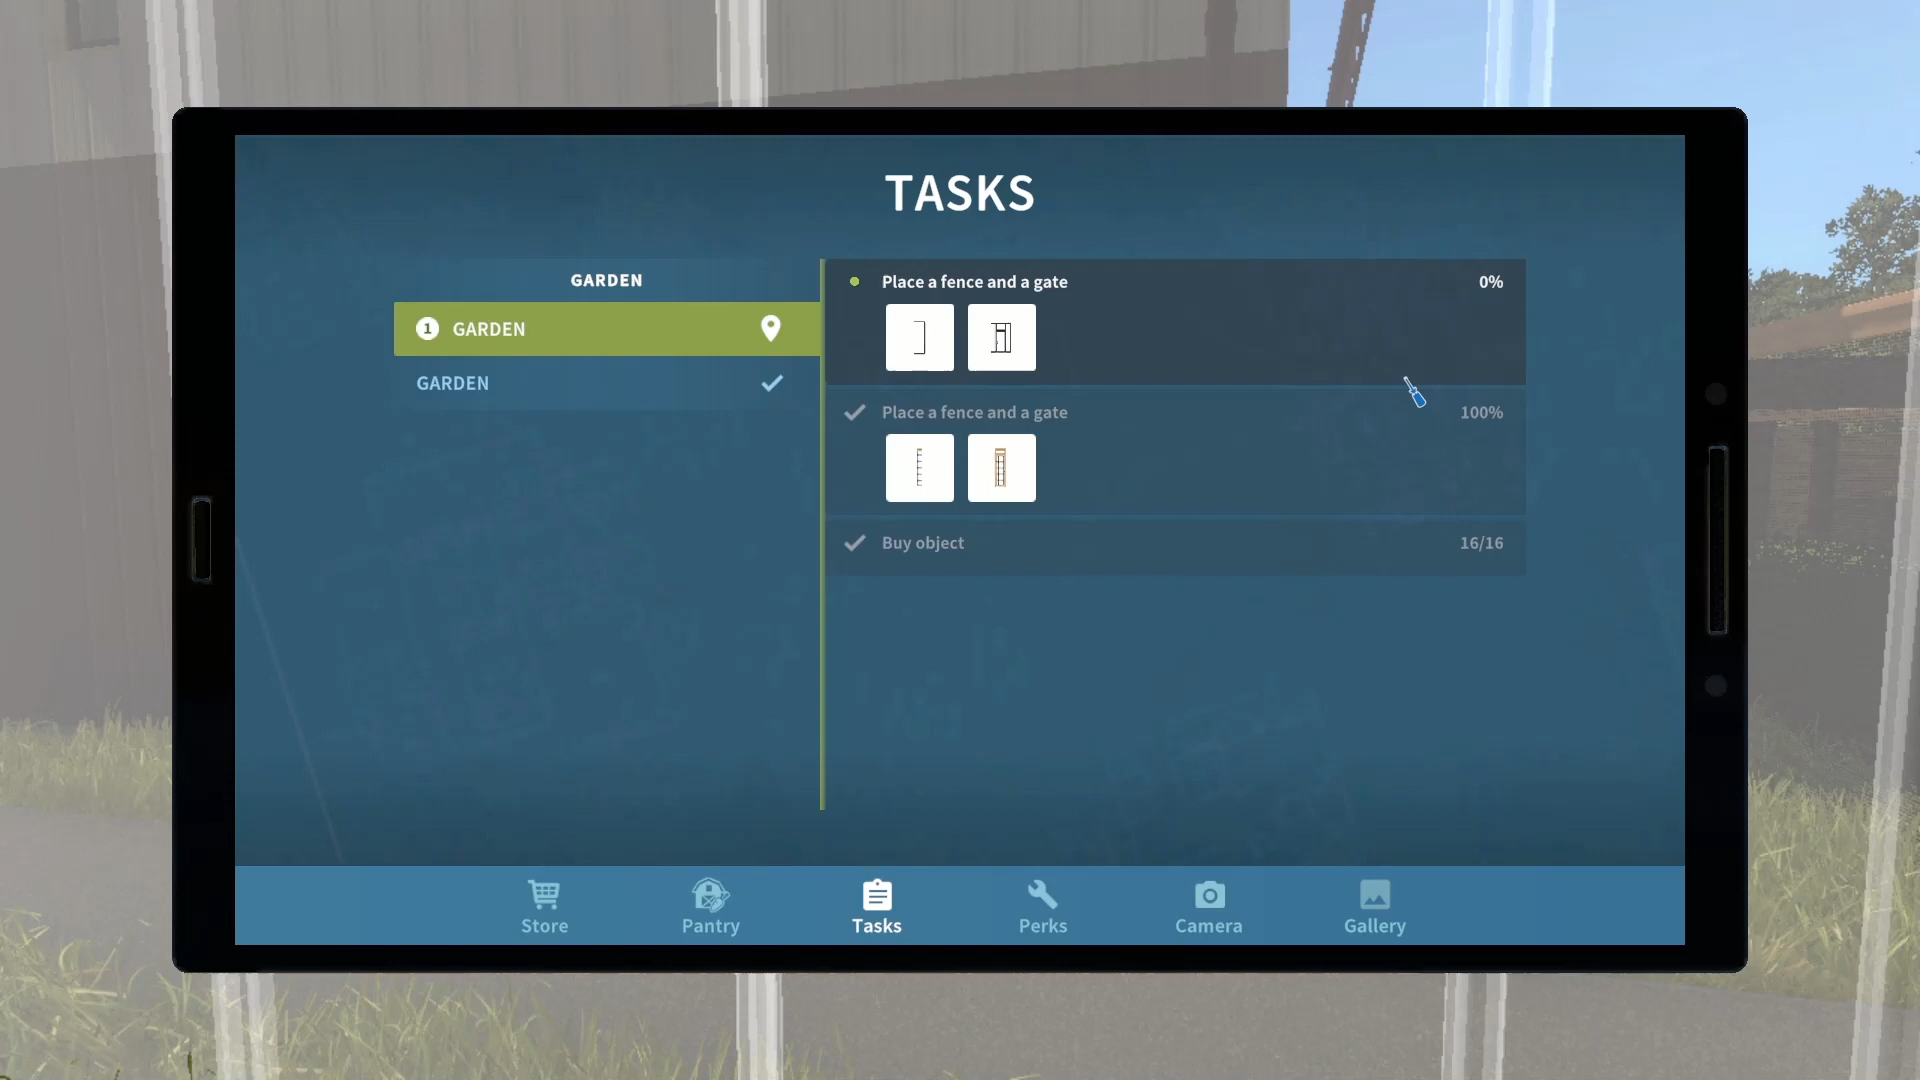 TASKS
GARDEN
1 GARDEN
GARDEN
Place a fence and a gate 0%
Place a fence and a gate 100%
Buy object 16/16
Store Pantry Tasks Perks Camera Gallery